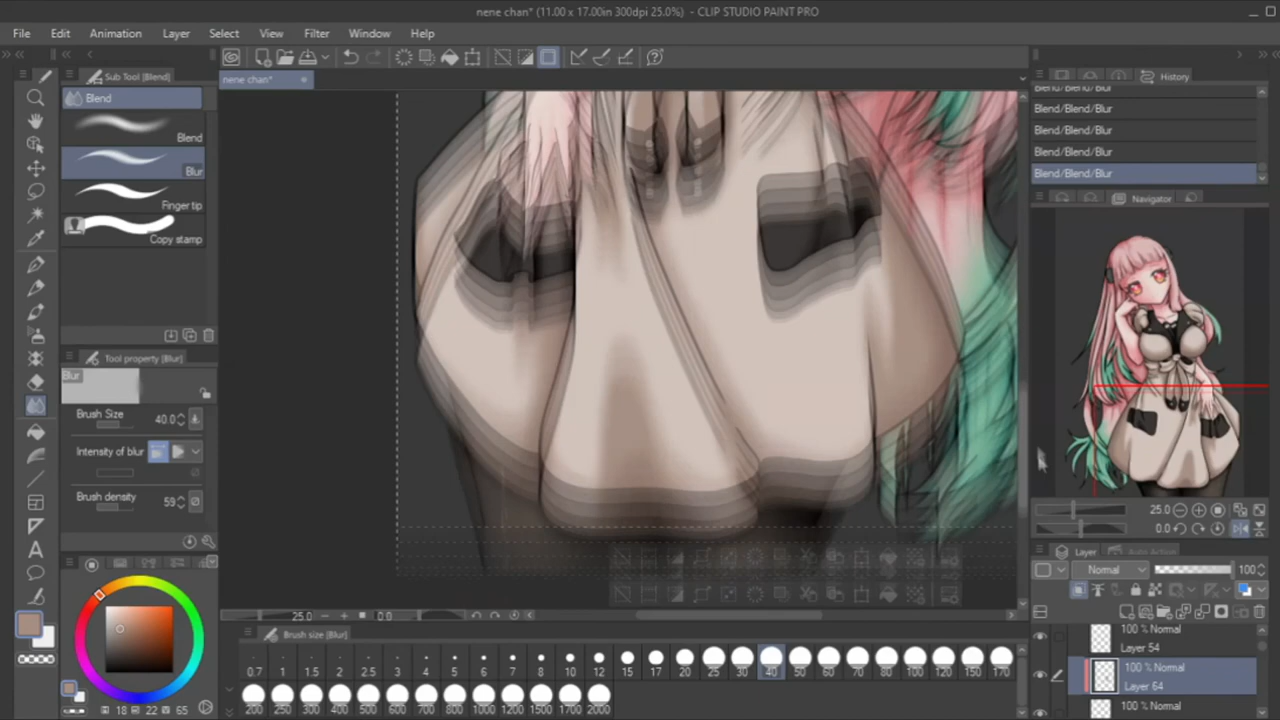 nene chan* (11.00 x 17.00in 300dpi 25.0%) - CLIP STUDIO PAINT PRO
File Edit Animation Layer Select View Filter Window Help
Sub Tool [Blend]
Blend
Blend
Blur
Finger tip
Copy stamp
Tool property [Blur]
Blur
Brush Size 40.0
Intensity of blur
Brush density 59
18 22 65
nene chan*
25.0 0.0
Brush size [Blur]
0.7 1 1.5 2 2.5 3 4 5 6 7 8 10 12 15 17 20 25 30 40 50 60 70 80 100 120 150 170
200 250 300 400 500 600 700 800 1000 1200 1500 1700 2000
History
Blend/Blend/Blur
Blend/Blend/Blur
Blend/Blend/Blur
Blend/Blend/Blur
Blend/Blend/Blur
Navigator
25.0
0.0
Layer Auto Action
Normal 100
100 % Normal
Layer 54
100 % Normal
Layer 64
100 % Normal